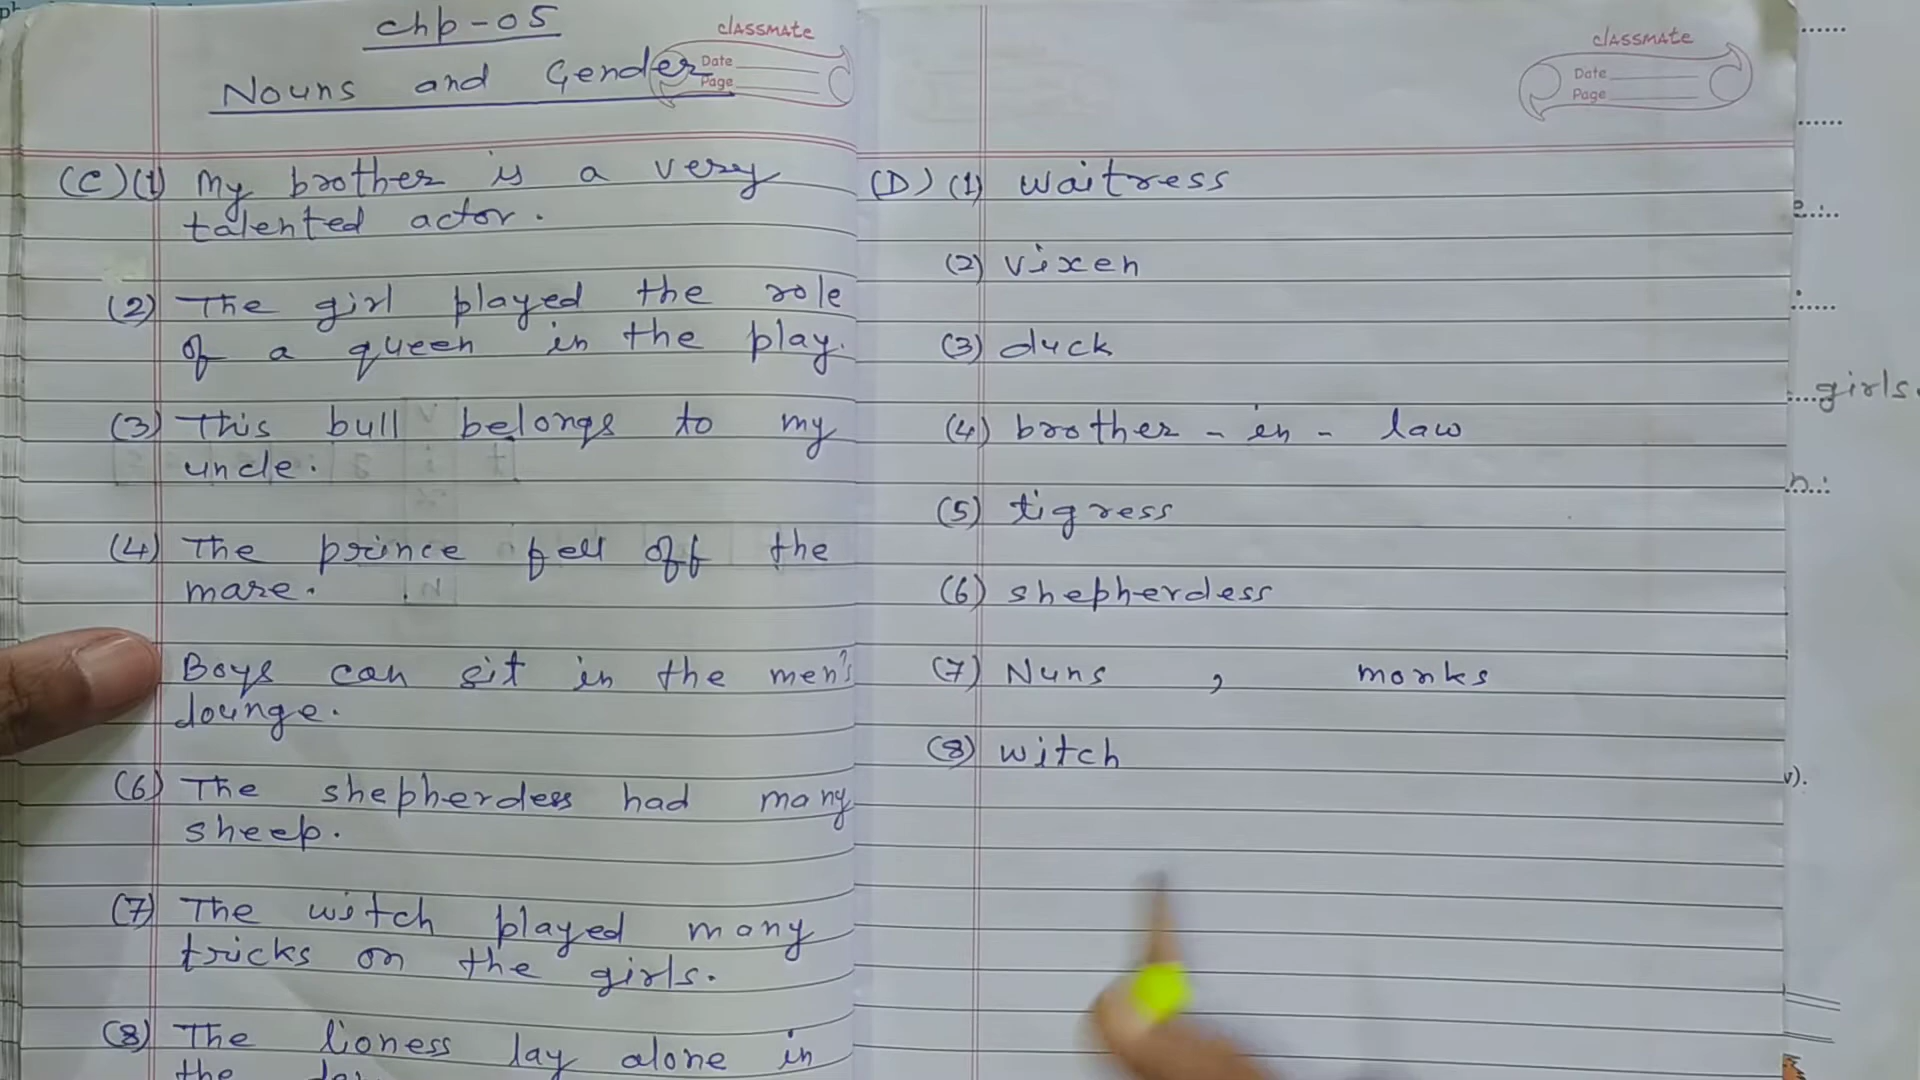 Chp-05
Nouns and Gender
classmate
Date
Page
(C) (1) My brother is a very
talented actor.
(2) The girl played the role
of a queen in the play.
(3) This bull belongs to my
uncle.
(4) The prince fell off the
mare.
Boys can sit in the men's
lounge.
(6) The shepherdess had many
sheep.
(7) The witch played many
tricks on the girls.
(8) The lioness lay alone in
the
classmate
Date
Page
(D) (1) waitress
(2) vixen
(3) duck
(4) brother-in-law
(5) tigress
(6) shepherdess
(7) Nuns , monks
(8) witch
girls.